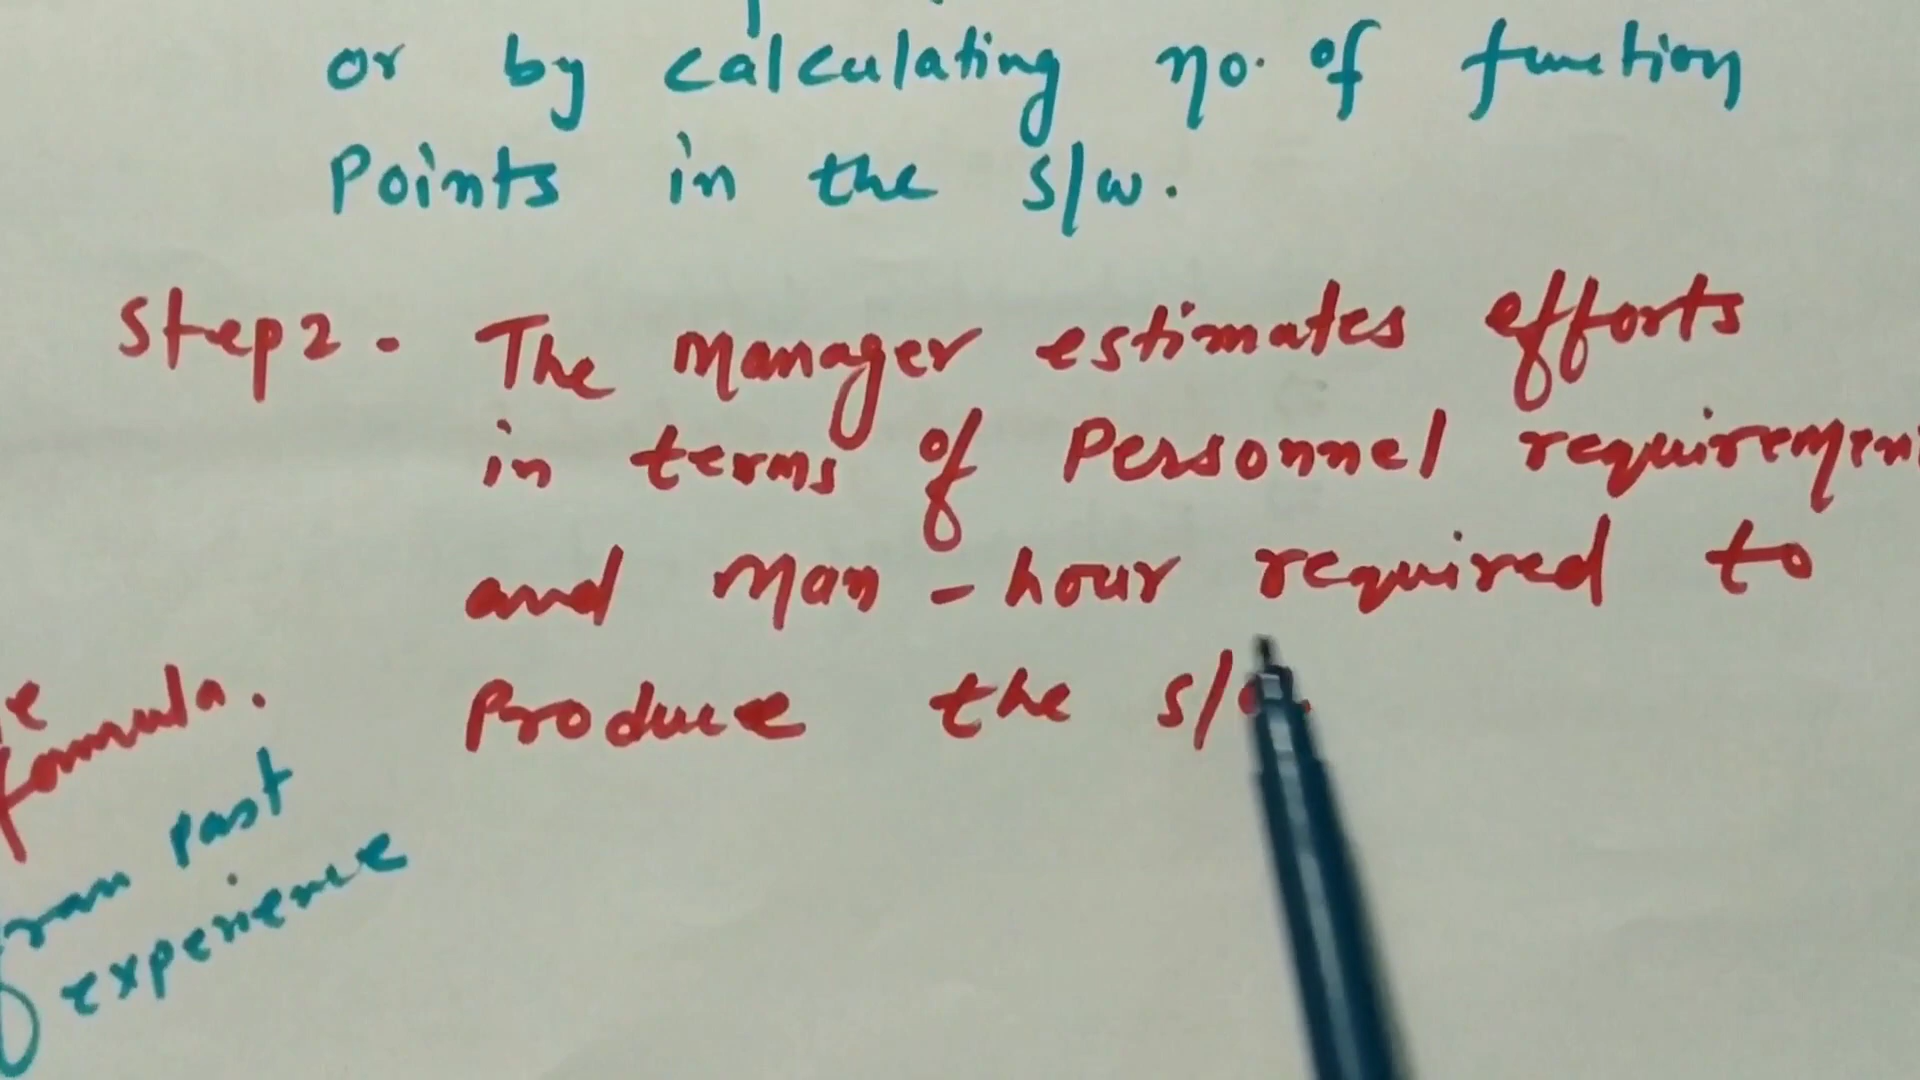 or by calculating no. of function
Points in the s/w.
Step 2. The Manager estimates efforts
in terms of Personnel
and Man-hour required to
Produce the
formula.
past
experience